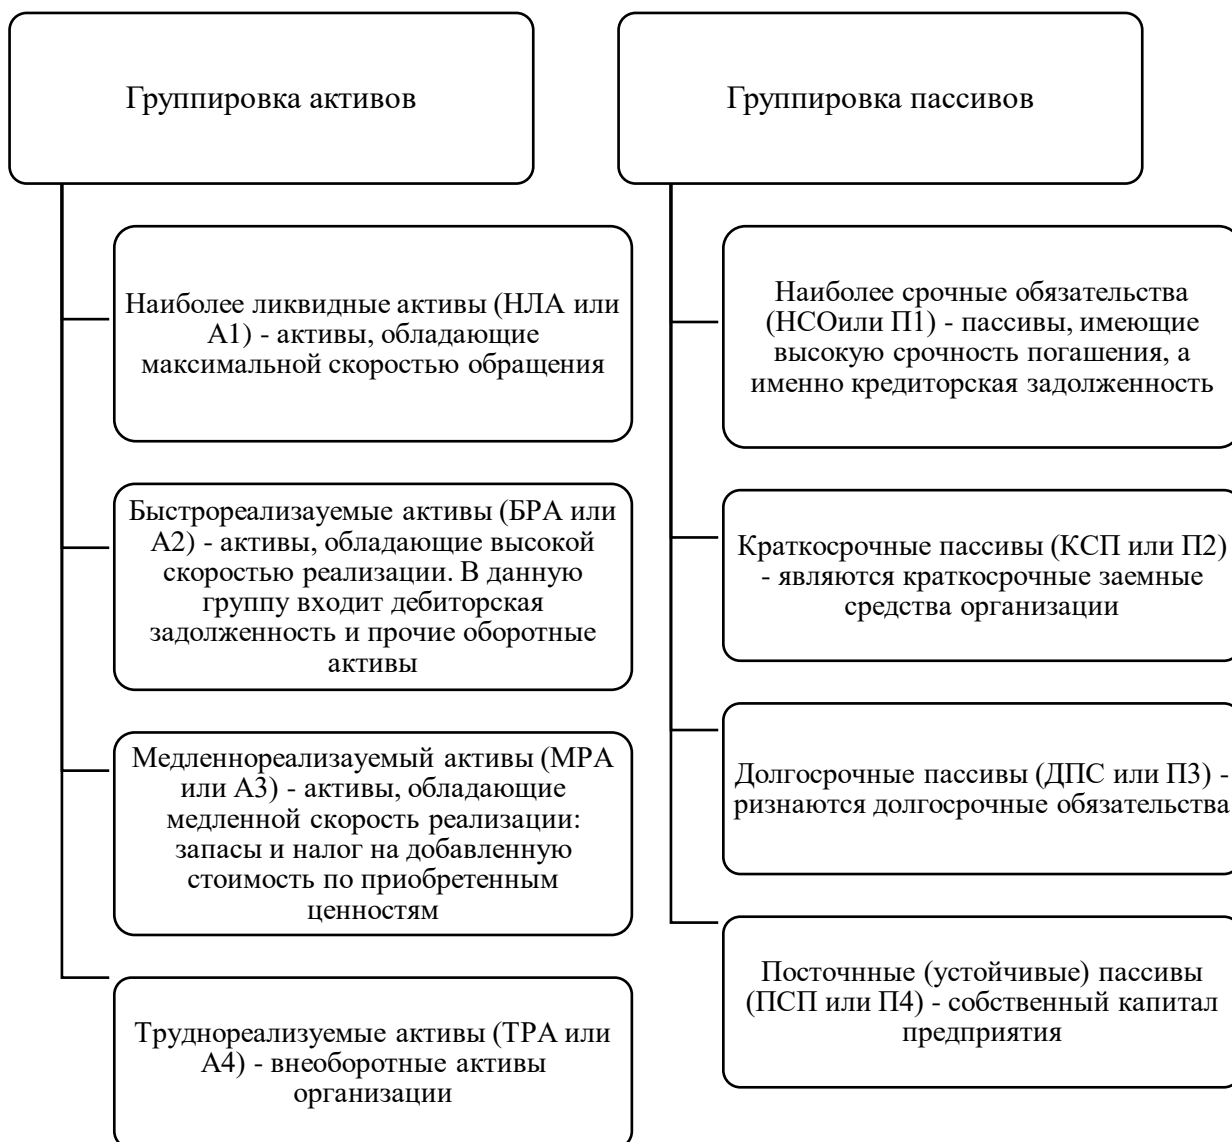 Группировка активов
Наиболее ликвидные активы (НЛА или
А1) - активы, обладающие
максимальной скоростью обращения
Быстрореализауемые активы (БРА или
А2) - активы, обладающие высокой
скоростью реализации. В данную
группу входит дебиторская
задолженность и прочие оборотные
активы
Медленнореализауемый активы (МРА
или А3) - активы, обладающие
медленной скорость реализации:
запасы и налог на добавленную
стоимость по приобретенным
ценностям
Труднореализуемые активы (ТРА или
А4) - внеоборотные активы
организации
Группировка пассивов
Наиболее срочные обязательства
(НСОили П1) - пассивы, имеющие
высокую срочность погашения, а
именно кредиторская задолженность
Краткосрочные пассивы (КСП или П2)
- являются краткосрочные заемные
средства организации
Долгосрочные пассивы (ДПС или П3) -
ризнаются долгосрочные обязательства
Посточнные (устойчивые) пассивы
(ПСП или П4) - собственный капитал
предприятия